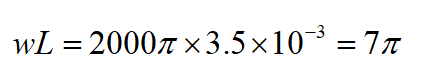 wL = 2000π × 3.5 × 10⁻³ = 7π